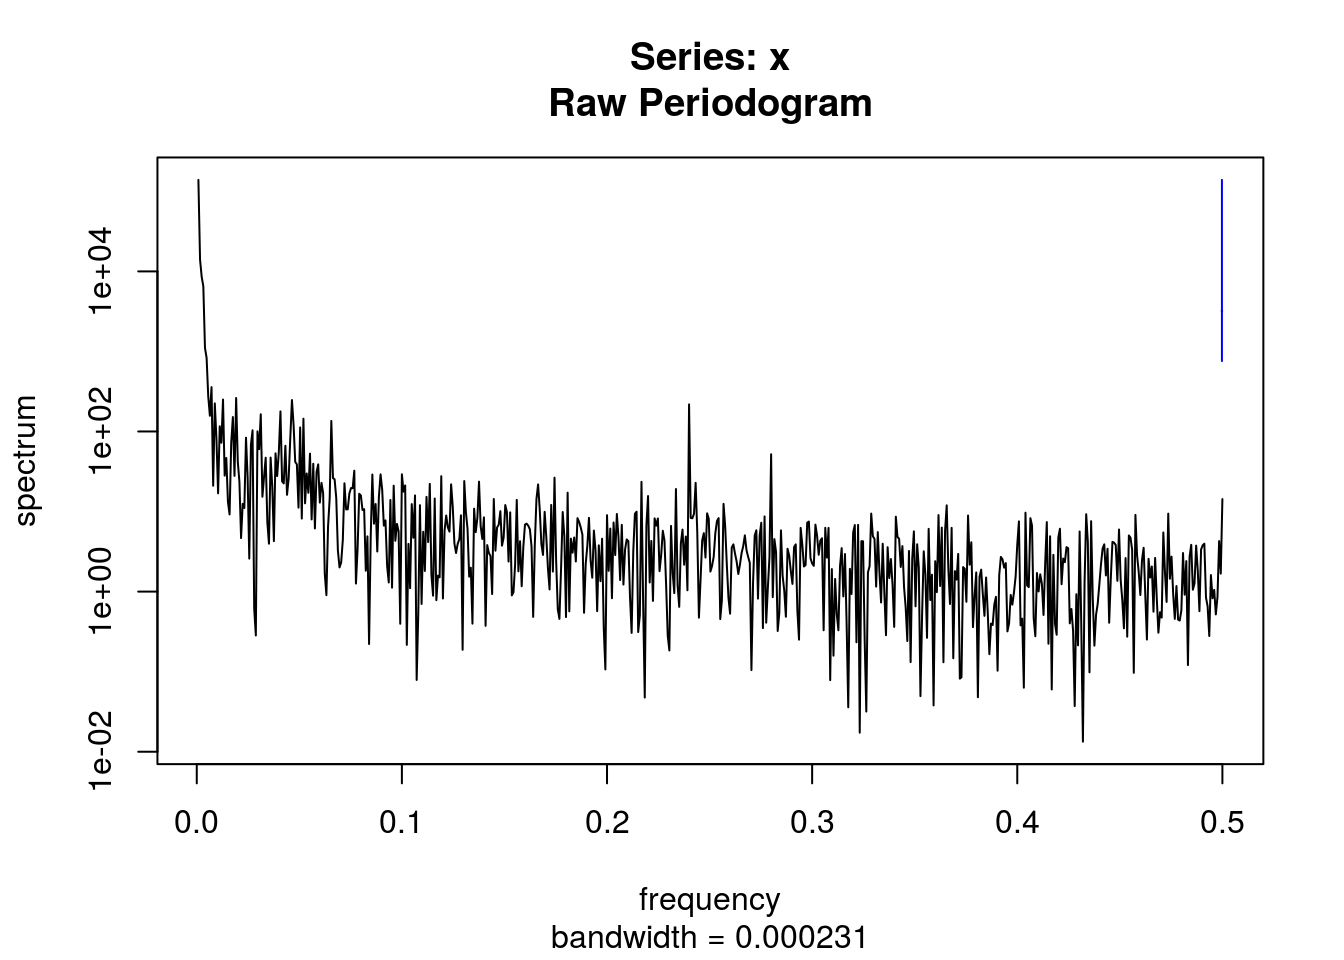 Series: x
Raw Periodogram
spectrum
1e+04
1e+02
1e+00
1e-02
0.0 0.1 0.2 0.3 0.4 0.5
frequency
bandwidth = 0.000231